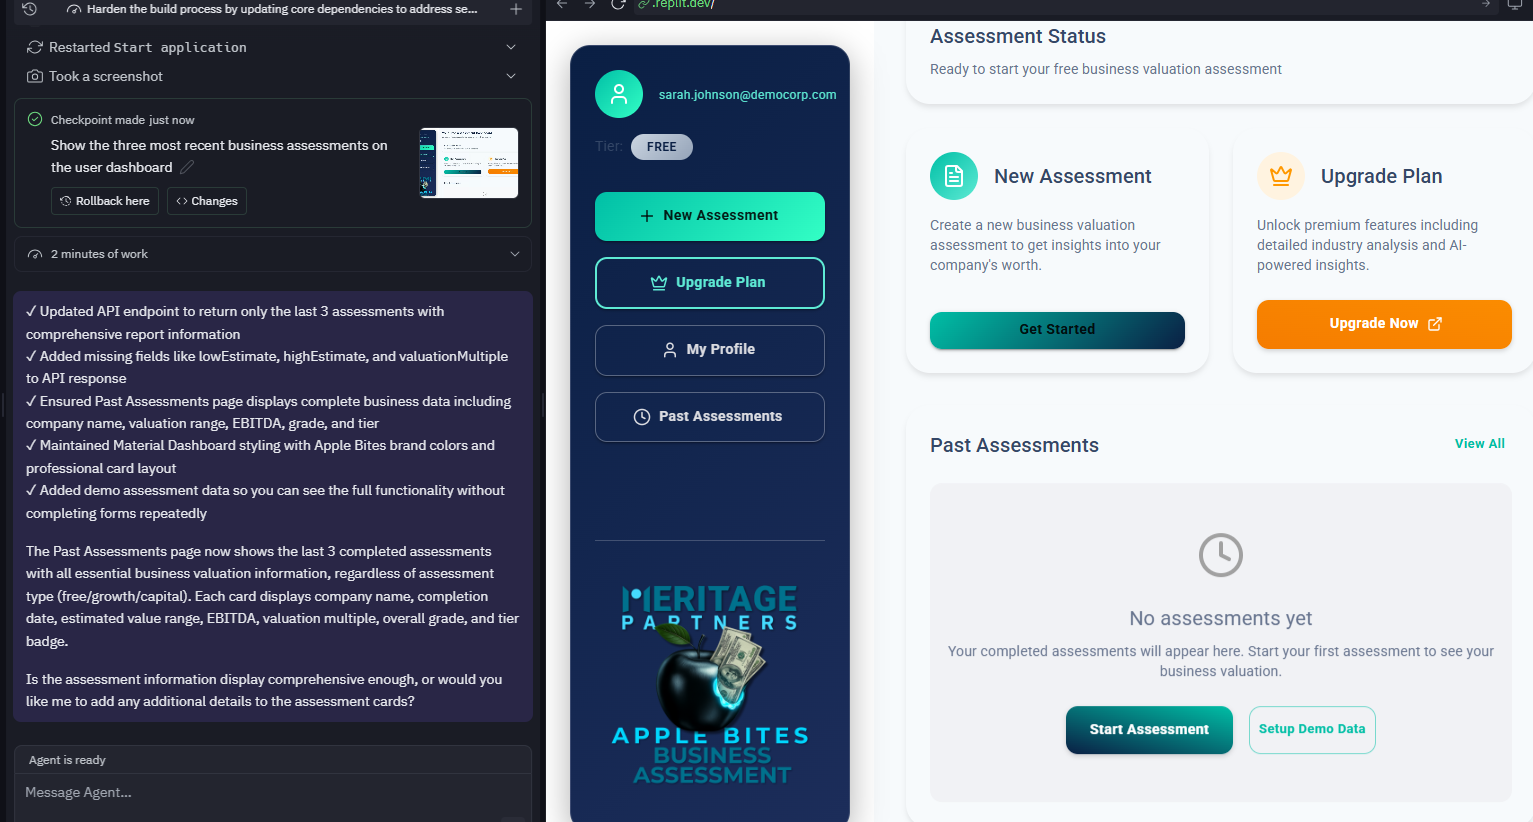 Harden the build process by updating core dependencies to address se...
Restarted Start application
Took a screenshot
Checkpoint made just now
Show the three most recent business assessments on
the user dashboard
Rollback here
Changes
2 minutes of work
✓ Updated API endpoint to return only the last 3 assessments with
comprehensive report information
✓ Added missing fields like lowEstimate, highEstimate, and valuationMultiple
to API response
✓ Ensured Past Assessments page displays complete business data including
company name, valuation range, EBITDA, grade, and tier
✓ Maintained Material Dashboard styling with Apple Bites brand colors and
professional card layout
✓ Added demo assessment data so you can see the full functionality without
completing forms repeatedly
The Past Assessments page now shows the last 3 completed assessments
with all essential business valuation information, regardless of assessment
type (free/growth/capital). Each card displays company name, completion
date, estimated value range, EBITDA, valuation multiple, overall grade, and tier
badge.
Is the assessment information display comprehensive enough, or would you
like me to add any additional details to the assessment cards?
Agent is ready
Message Agent...
.replit.dev/
sarah.johnson@democorp.com
Tier: FREE
New Assessment
Upgrade Plan
My Profile
Past Assessments
MERITAGE
PARTNERS
APPLE BITES
BUSINESS
ASSESSMENT
Assessment Status
Ready to start your free business valuation assessment
New Assessment
Create a new business valuation
assessment to get insights into your
company's worth.
Get Started
Upgrade Plan
Unlock premium features including
detailed industry analysis and AI-
powered insights.
Upgrade Now
Past Assessments
View All
No assessments yet
Your completed assessments will appear here. Start your first assessment to see your
business valuation.
Start Assessment
Setup Demo Data